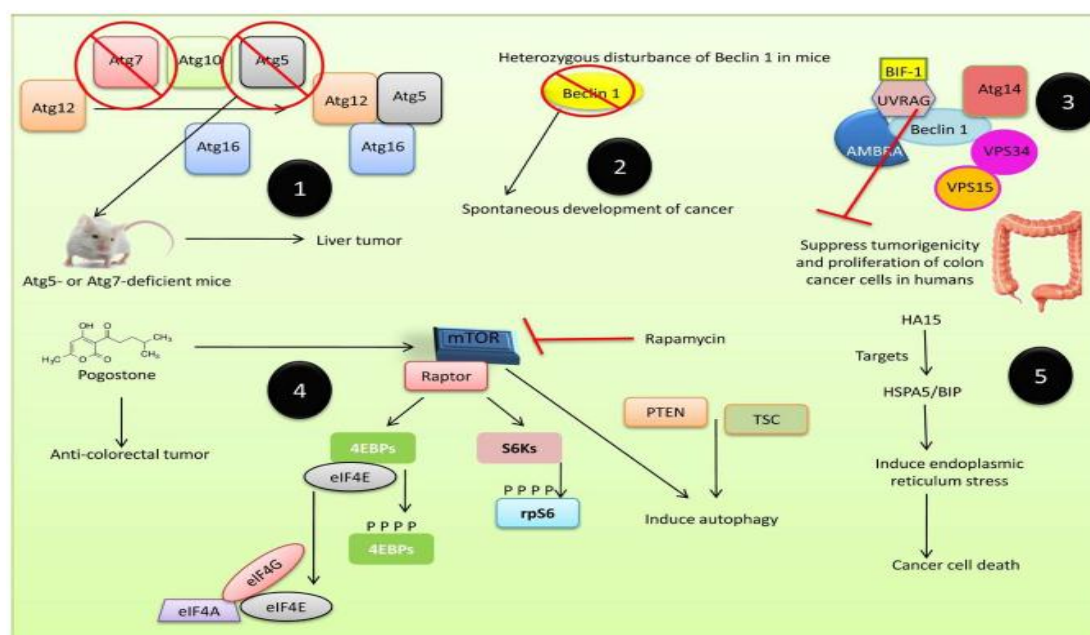 Atg7
Atg10
Atg5
Atg12
Atg12
Atg5
Atg16
Atg16
1
Liver tumor
Atg5- or Atg7-deficient mice
Heterozygous disturbance of Beclin 1 in mice
Beclin 1
2
Spontaneous development of cancer
BIF-1
UVRAG
Atg14
3
Beclin 1
AMBRA
VPS34
VPS15
Suppress tumorigenicity
and proliferation of colon
cancer cells in humans
OH
O
CH₃
CH₃
H₃C
O
O
Pogostone
Anti-colorectal tumor
4
mTOR
Rapamycin
Raptor
4EBPs
eIF4E
S6Ks
P P P P
4EBPs
P P P P
rpS6
eIF4G
eIF4A
eIF4E
PTEN
TSC
Induce autophagy
HA15
Targets
5
HSPA5/BIP
Induce endoplasmic
reticulum stress
Cancer cell death